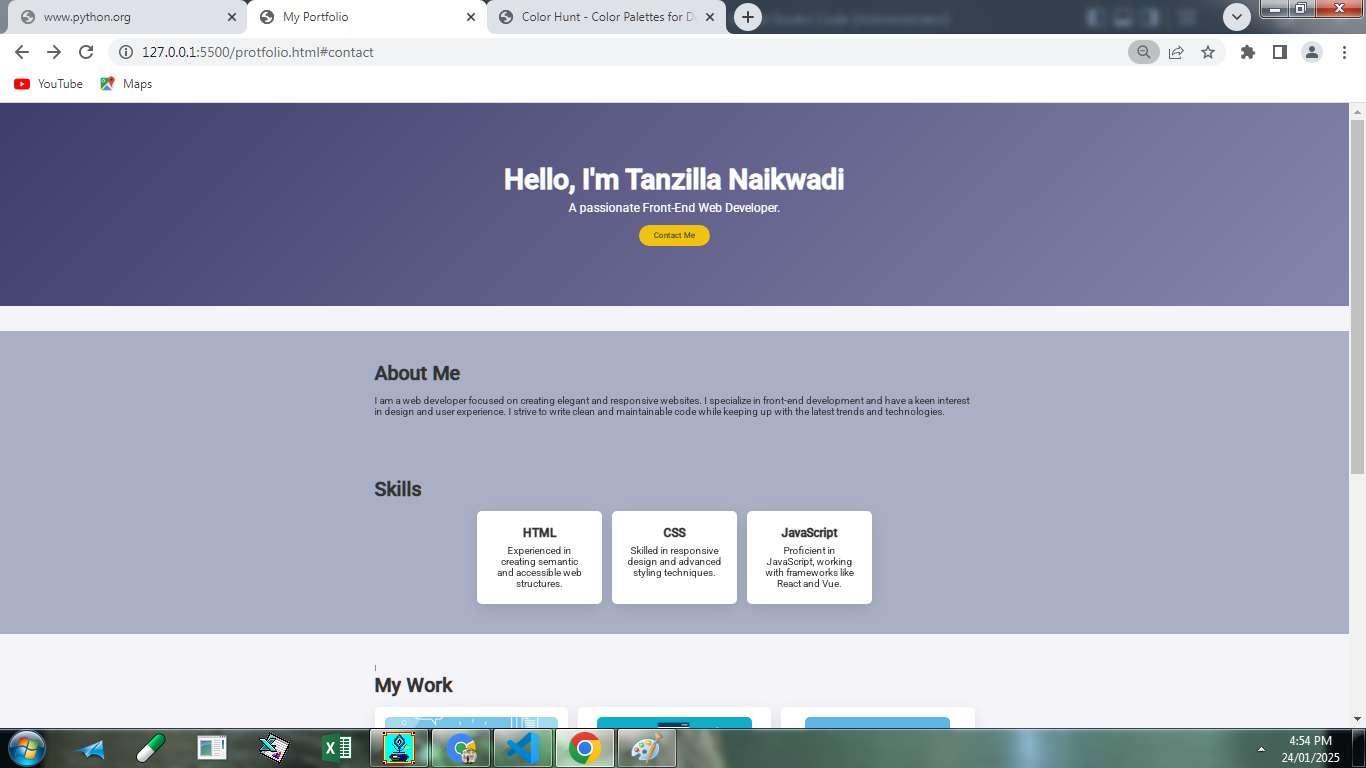 www.python.org
My Portfolio
Color Hunt - Color Palettes for D
127.0.0.1:5500/protfolio.html#contact
YouTube
Maps
Hello, I'm Tanzilla Naikwadi
A passionate Front-End Web Developer.
Contact Me
About Me
I am a web developer focused on creating elegant and responsive websites. I specialize in front-end development and have a keen interest
in design and user experience. I strive to write clean and maintainable code while keeping up with the latest trends and technologies.
Skills
HTML
Experienced in
creating semantic
and accessible web
structures.
CSS
Skilled in responsive
design and advanced
styling techniques.
JavaScript
Proficient in
JavaScript, working
with frameworks like
React and Vue.
My Work
4:54 PM
24/01/2025